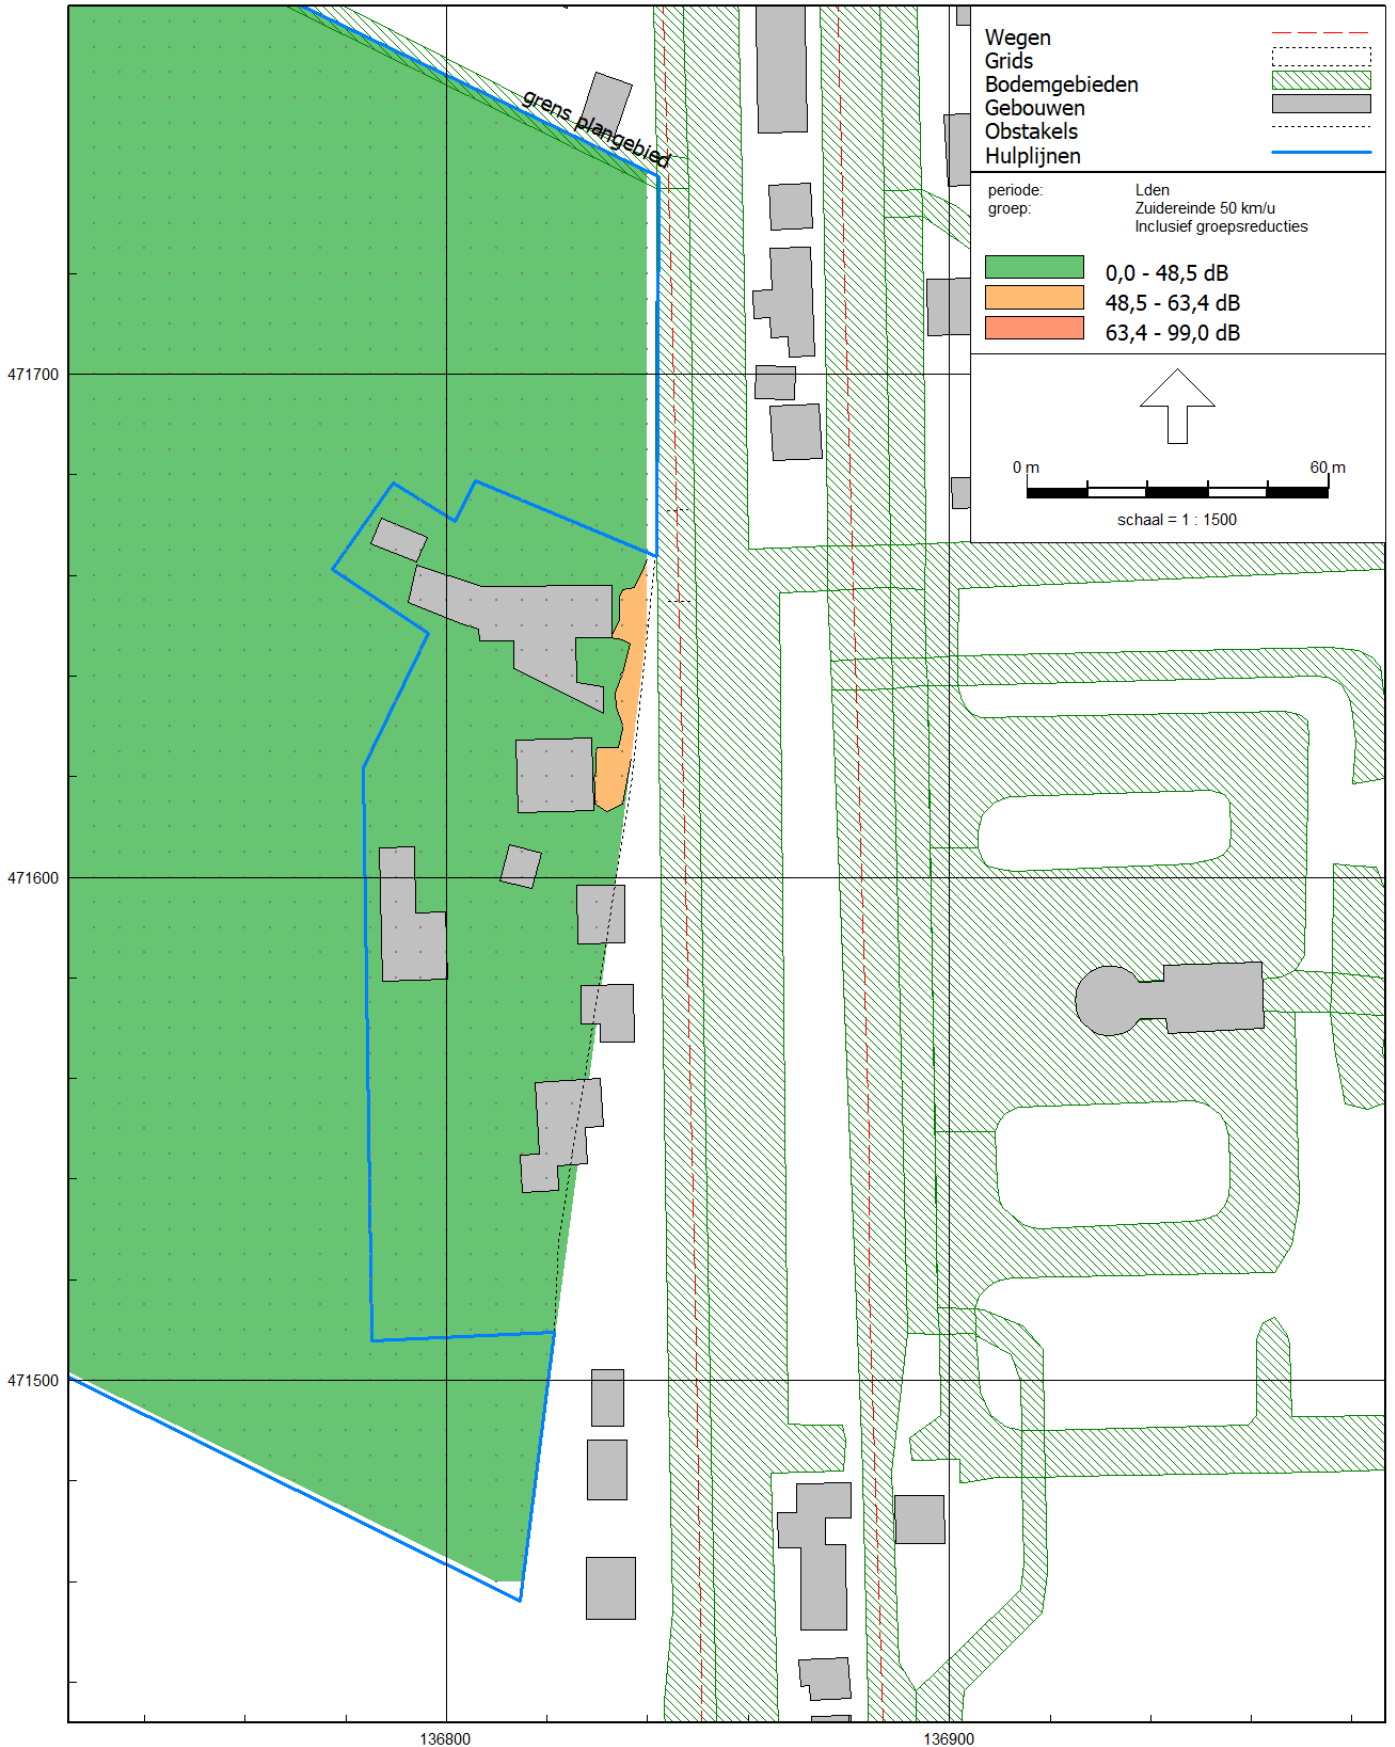 Wegen
Grids
Bodemgebieden
Gebouwen
Obstakels
Hulplijnen
periode: Lden
groep: Zuidereinde 50 km/u
Inclusief groepsreducties
0,0 - 48,5 dB
48,5 - 63,4 dB
63,4 - 99,0 dB
0 m 60 m
schaal = 1 : 1500
grens plangebied
471700
471600
471500
136800 136900